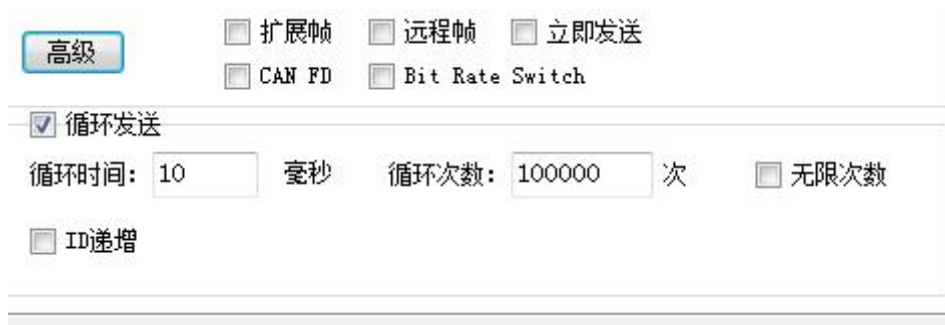 高级
扩展帧 远程帧 立即发送
CAN FD Bit Rate Switch
循环发送
循环时间: 10 毫秒 循环次数: 100000 次 无限次数
ID递增